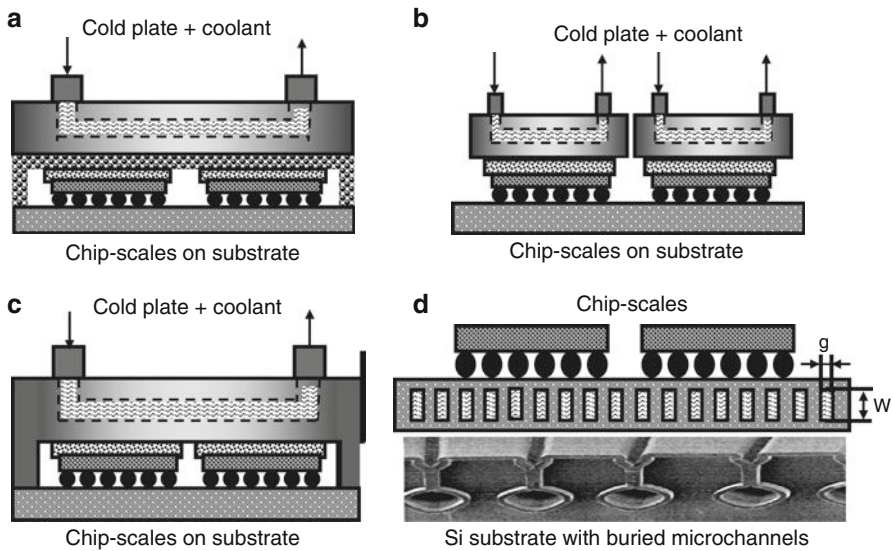 a
Cold plate + coolant
Chip-scales on substrate
b
Cold plate + coolant
Chip-scales on substrate
c
Cold plate + coolant
Chip-scales on substrate
d
Chip-scales
g
W
Si substrate with buried microchannels